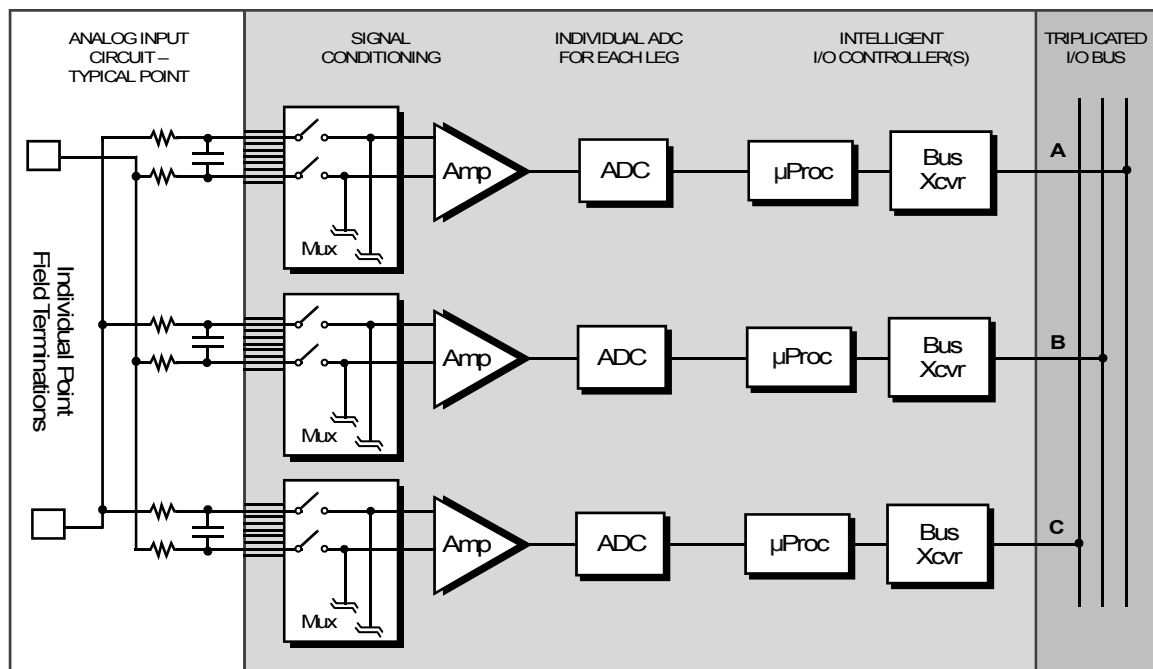 ANALOG INPUT
CIRCUIT –
TYPICAL POINT
SIGNAL
CONDITIONING
INDIVIDUAL ADC
FOR EACH LEG
INTELLIGENT
I/O CONTROLLER(S)
TRIPLICATED
I/O BUS
Individual Point
Field Terminations
Mux
Amp
ADC
µProc
Bus
Xcvr
A
Mux
Amp
ADC
µProc
Bus
Xcvr
B
Mux
Amp
ADC
µProc
Bus
Xcvr
C